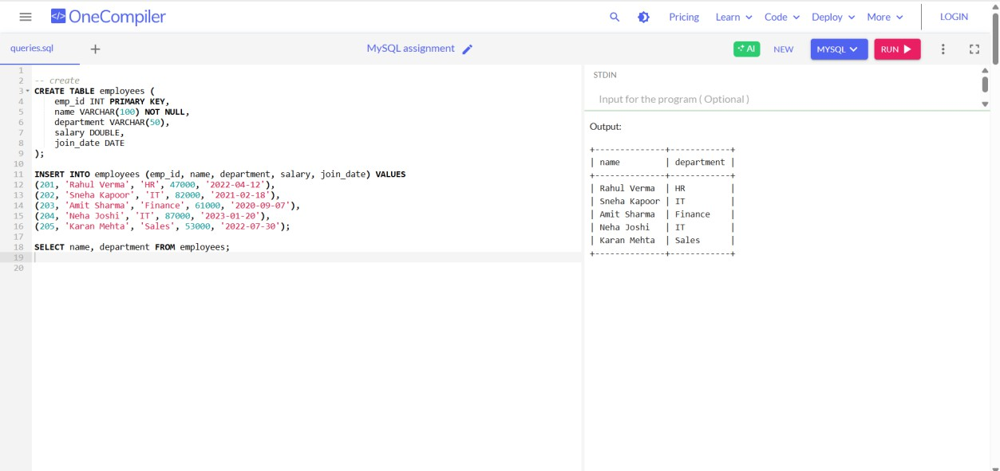 </> OneCompiler Pricing Learn Code Deploy More LOGIN
queries.sql + MySQL assignment AI NEW MYSQL RUN
STDIN
Input for the program ( Optional )
1
2 -- create
3 CREATE TABLE employees (
4     emp_id INT PRIMARY KEY,
5     name VARCHAR(100) NOT NULL,
6     department VARCHAR(50),
7     salary DOUBLE,
8     join_date DATE
9 );
10
11 INSERT INTO employees (emp_id, name, department, salary, join_date) VALUES
12 (201, 'Rahul Verma', 'HR', 47000, '2022-04-12'),
13 (202, 'Sneha Kapoor', 'IT', 82000, '2021-02-18'),
14 (203, 'Amit Sharma', 'Finance', 61000, '2020-09-07'),
15 (204, 'Neha Joshi', 'IT', 87000, '2023-01-20'),
16 (205, 'Karan Mehta', 'Sales', 53000, '2022-07-30');
17
18 SELECT name, department FROM employees;
19
20
Output:
+--------------+------------+
| name         | department |
+--------------+------------+
| Rahul Verma  | HR         |
| Sneha Kapoor | IT         |
| Amit Sharma  | Finance    |
| Neha Joshi   | IT         |
| Karan Mehta  | Sales      |
+--------------+------------+